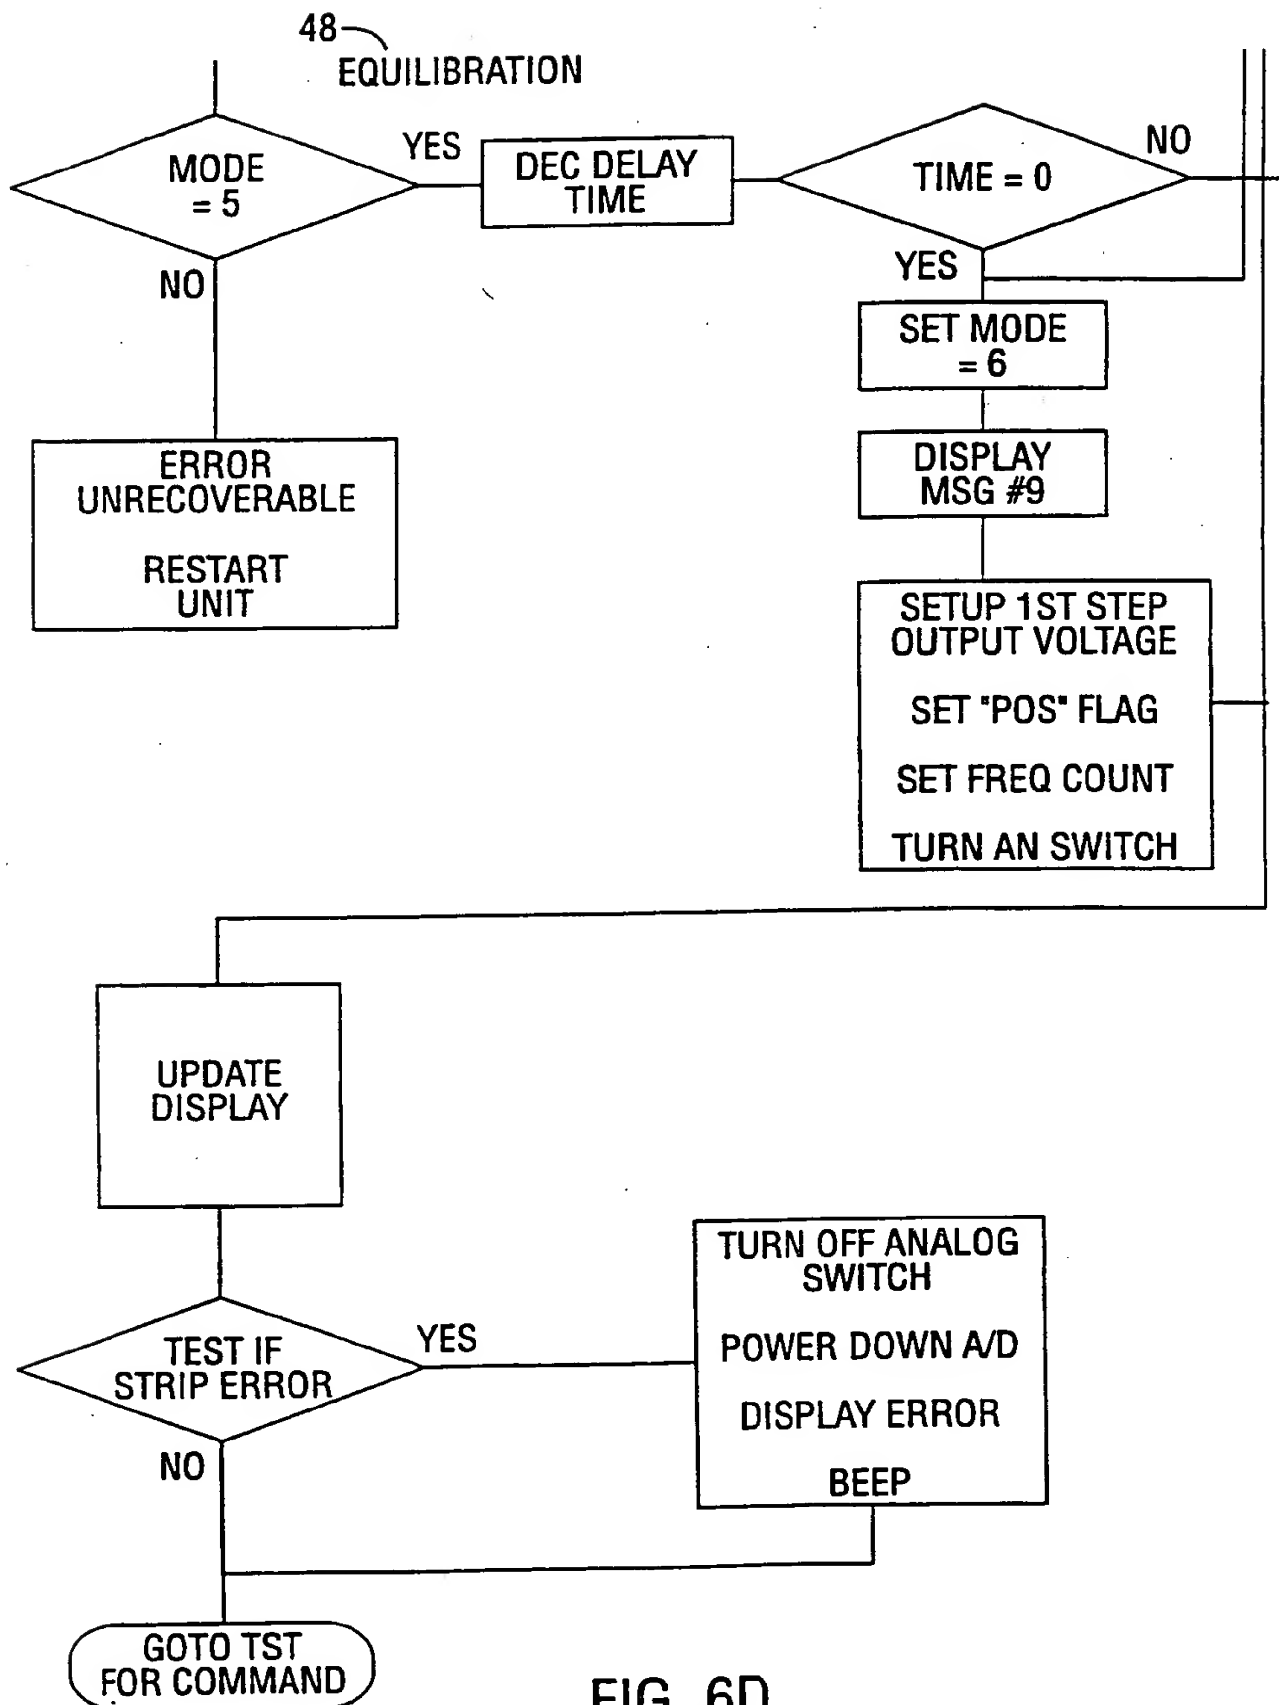 48
EQUILIBRATION
MODE
= 5
YES
DEC DELAY
TIME
TIME = 0
NO
NO
YES
SET MODE
= 6
DISPLAY
MSG #9
ERROR
UNRECOVERABLE
RESTART
UNIT
SETUP 1ST STEP
OUTPUT VOLTAGE
SET "POS" FLAG
SET FREQ COUNT
TURN AN SWITCH
UPDATE
DISPLAY
TEST IF
STRIP ERROR
YES
NO
TURN OFF ANALOG
SWITCH
POWER DOWN A/D
DISPLAY ERROR
BEEP
GOTO TST
FOR COMMAND
FIG. 6D